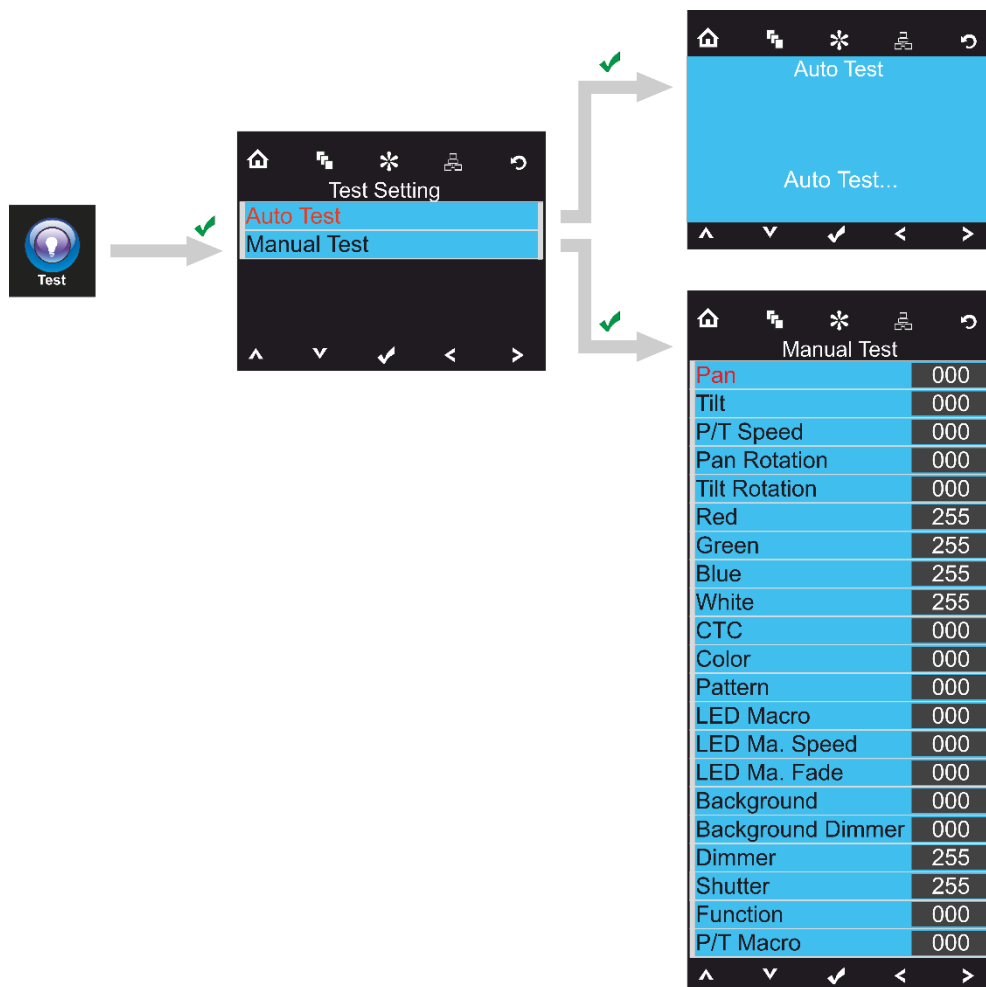 Test
Test Setting
Auto Test
Manual Test
Auto Test
Auto Test...
Manual Test
Pan 000
Tilt 000
P/T Speed 000
Pan Rotation 000
Tilt Rotation 000
Red 255
Green 255
Blue 255
White 255
CTC 000
Color 000
Pattern 000
LED Macro 000
LED Ma. Speed 000
LED Ma. Fade 000
Background 000
Background Dimmer 000
Dimmer 255
Shutter 255
Function 000
P/T Macro 000